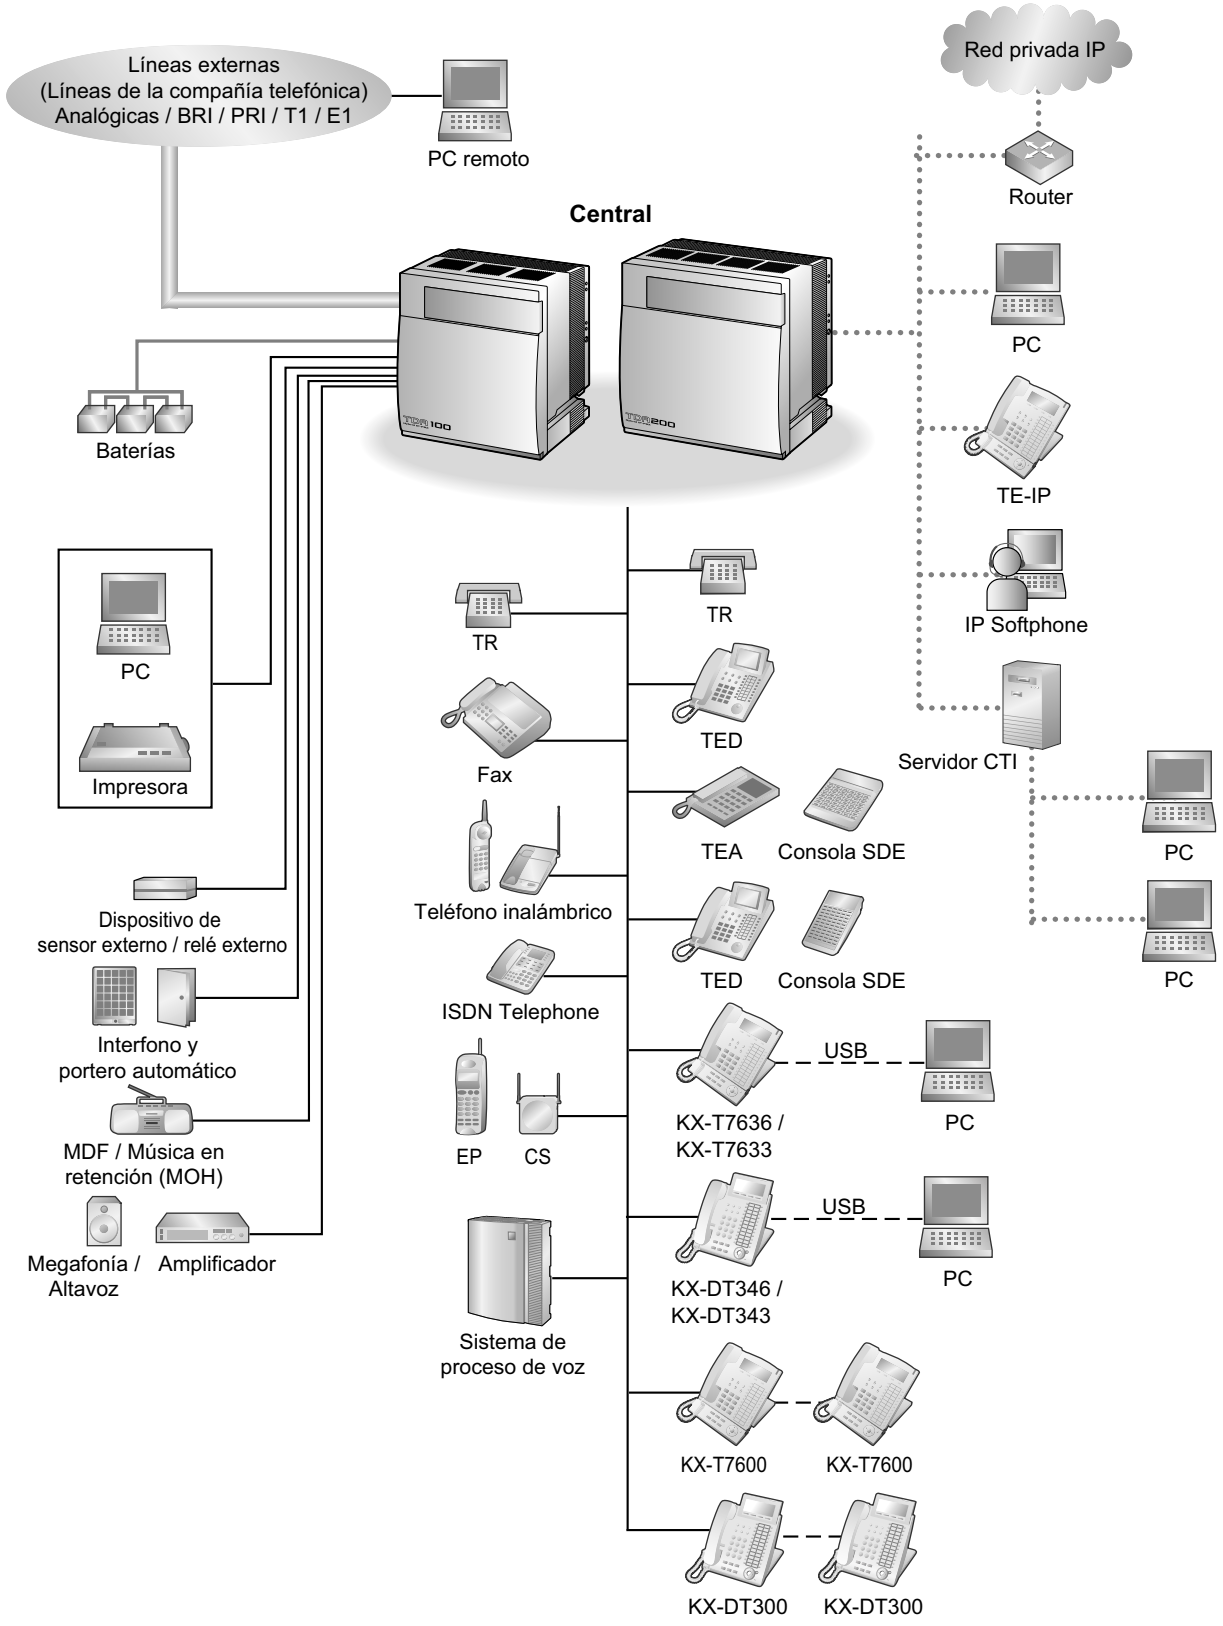 Líneas externas
(Líneas de la compañía telefónica)
Analógicas / BRI / PRI / T1 / E1
PC remoto
Red privada IP
Router
Central
PC
TDA100
TDA200
Baterías
TE-IP
PC
Impresora
TR
TR
IP Softphone
Fax
TED
Servidor CTI
TEA
Consola SDE
PC
Teléfono inalámbrico
Dispositivo de
sensor externo / relé externo
TED
Consola SDE
PC
ISDN Telephone
Interfono y
portero automático
USB
KX-T7636 /
KX-T7633
PC
EP
CS
MDF / Música en
retención (MOH)
USB
Megafonía /
Altavoz
Amplificador
KX-DT346 /
KX-DT343
PC
Sistema de
proceso de voz
KX-T7600
KX-T7600
KX-DT300
KX-DT300